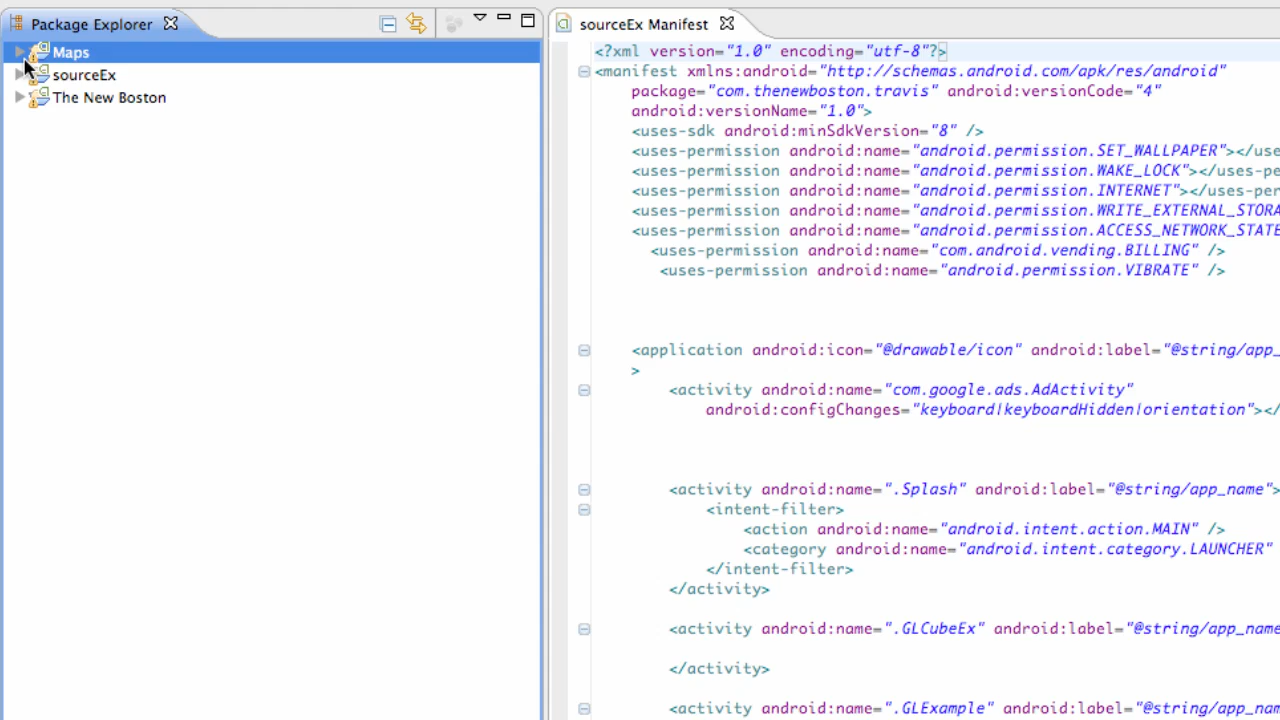 Package Explorer
Maps
sourceEx
The New Boston
sourceEx Manifest
<?xml version="1.0" encoding="utf-8"?>
<manifest xmlns:android="http://schemas.android.com/apk/res/android"
package="com.thenewboston.travis" android:versionCode="4"
android:versionName="1.0">
<uses-sdk android:minSdkVersion="8" />
<uses-permission android:name="android.permission.SET_WALLPAPER"></use
<uses-permission android:name="android.permission.WAKE_LOCK"></uses-pe
<uses-permission android:name="android.permission.INTERNET"></uses-per
<uses-permission android:name="android.permission.WRITE_EXTERNAL_STORA
<uses-permission android:name="android.permission.ACCESS_NETWORK_STATE
<uses-permission android:name="com.android.vending.BILLING" />
<uses-permission android:name="android.permission.VIBRATE" />
<application android:icon="@drawable/icon" android:label="@string/app_
>
<activity android:name="com.google.ads.AdActivity"
android:configChanges="keyboard|keyboardHidden|orientation"></
<activity android:name=".Splash" android:label="@string/app_name">
<intent-filter>
<action android:name="android.intent.action.MAIN" />
<category android:name="android.intent.category.LAUNCHER"
</intent-filter>
</activity>
<activity android:name=".GLCubeEx" android:label="@string/app_name
</activity>
<activity android:name=".GLExample" android:label="@string/app_nam